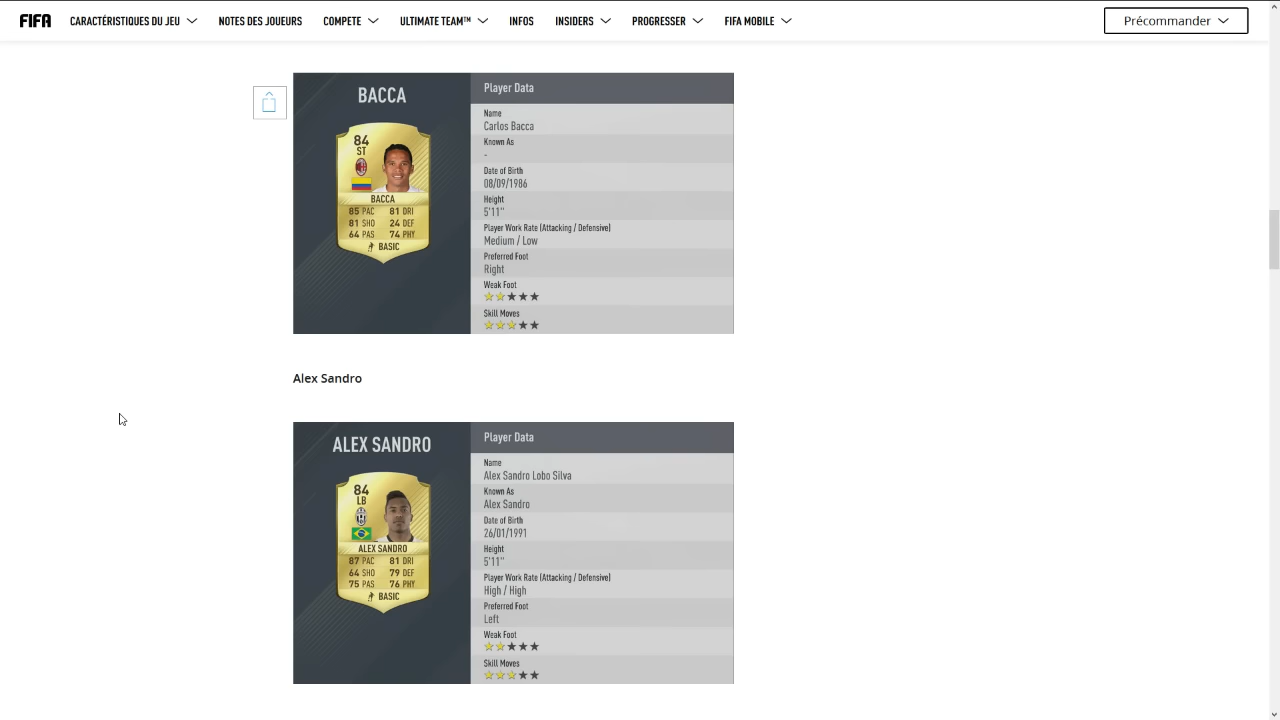 FIFA CARACTÉRISTIQUES DU JEU NOTES DES JOUEURS COMPETE ULTIMATE TEAM™ INFOS INSIDERS PROGRESSER FIFA MOBILE Précommander
BACCA
84
ST
BACCA
85 PAC 81 DRI
81 SHO 24 DEF
64 PAS 74 PHY
BASIC
Player Data
Name
Carlos Bacca
Known As
-
Date of Birth
08/09/1986
Height
5'11"
Player Work Rate (Attacking / Defensive)
Medium / Low
Preferred Foot
Right
Weak Foot
Skill Moves
Alex Sandro
ALEX SANDRO
84
LB
ALEX SANDRO
87 PAC 81 DRI
64 SHO 79 DEF
75 PAS 76 PHY
BASIC
Player Data
Name
Alex Sandro Lobo Silva
Known As
Alex Sandro
Date of Birth
26/01/1991
Height
5'11"
Player Work Rate (Attacking / Defensive)
High / High
Preferred Foot
Left
Weak Foot
Skill Moves